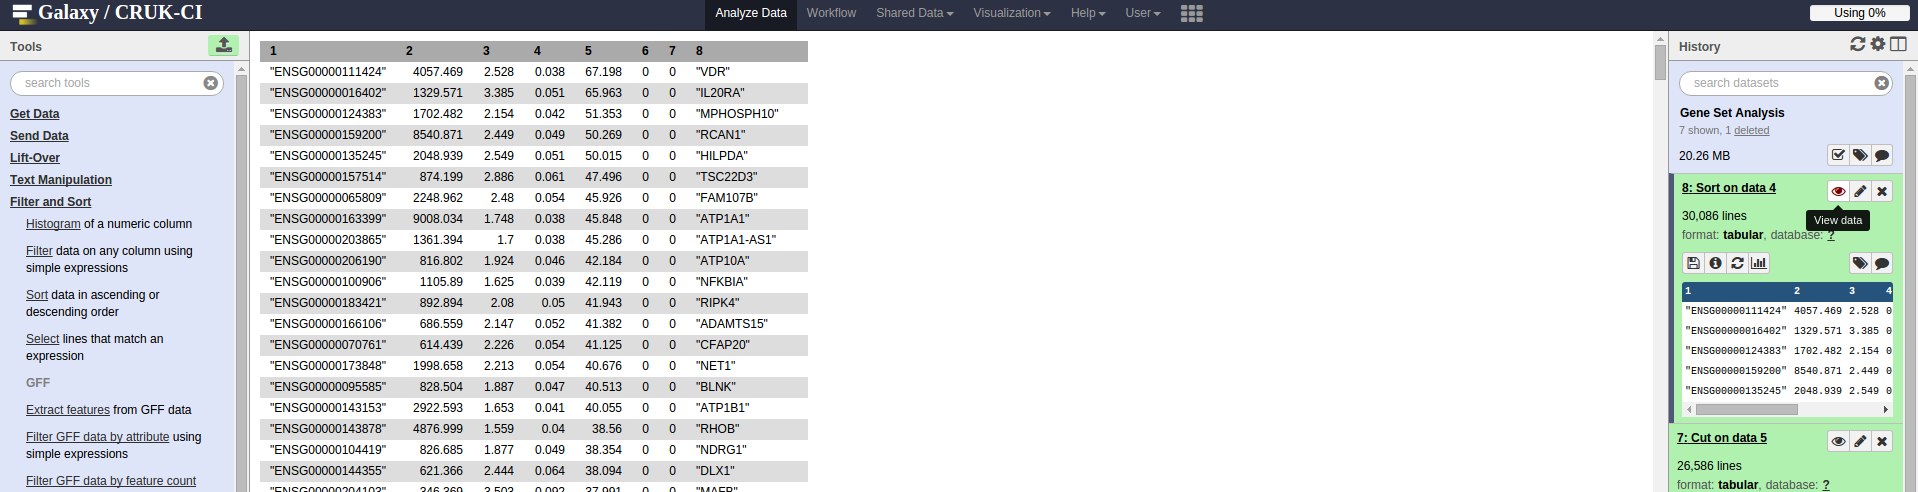 Galaxy / CRUK-CI
Analyze Data Workflow Shared Data Visualization Help User
Using 0%
Tools
search tools
Get Data
Send Data
Lift-Over
Text Manipulation
Filter and Sort
Histogram of a numeric column
Filter data on any column using
simple expressions
Sort data in ascending or
descending order
Select lines that match an
expression
GFF
Extract features from GFF data
Filter GFF data by attribute using
simple expressions
Filter GFF data by feature count
1 2 3 4 5 6 7 8
"ENSG00000111424" 4057.469 2.528 0.038 67.198 0 0 "VDR"
"ENSG00000016402" 1329.571 3.385 0.051 65.963 0 0 "IL20RA"
"ENSG00000124383" 1702.482 2.154 0.042 51.353 0 0 "MPHOSPH10"
"ENSG00000159200" 8540.871 2.449 0.049 50.269 0 0 "RCAN1"
"ENSG00000135245" 2048.939 2.549 0.051 50.015 0 0 "HILPDA"
"ENSG00000157514" 874.199 2.886 0.061 47.496 0 0 "TSC22D3"
"ENSG00000065809" 2248.962 2.48 0.054 45.926 0 0 "FAM107B"
"ENSG00000163399" 9008.034 1.748 0.038 45.848 0 0 "ATP1A1"
"ENSG00000203865" 1361.394 1.7 0.038 45.286 0 0 "ATP1A1-AS1"
"ENSG00000206190" 816.802 1.924 0.046 42.184 0 0 "ATP10A"
"ENSG00000100906" 1105.89 1.625 0.039 42.119 0 0 "NFKBIA"
"ENSG00000183421" 892.894 2.08 0.05 41.943 0 0 "RIPK4"
"ENSG00000166106" 686.559 2.147 0.052 41.382 0 0 "ADAMTS15"
"ENSG00000070761" 614.439 2.226 0.054 41.125 0 0 "CFAP20"
"ENSG00000173848" 1998.658 2.213 0.054 40.676 0 0 "NET1"
"ENSG00000095585" 828.504 1.887 0.047 40.513 0 0 "BLNK"
"ENSG00000143153" 2922.593 1.653 0.041 40.055 0 0 "ATP1B1"
"ENSG00000143878" 4876.999 1.559 0.04 38.56 0 0 "RHOB"
"ENSG00000104419" 826.685 1.877 0.049 38.354 0 0 "NDRG1"
"ENSG00000144355" 621.366 2.444 0.064 38.094 0 0 "DLX1"
"ENSG00000204103" 346.369 3.503 0.092 37.991 0 0 "MAFB"
History
search datasets
Gene Set Analysis
7 shown, 1 deleted
20.26 MB
8: Sort on data 4
30,086 lines
View data
format: tabular, database: ?
1 2 3 4
"ENSG00000111424" 4057.469 2.528 0
"ENSG00000016402" 1329.571 3.385 0
"ENSG00000124383" 1702.482 2.154 0
"ENSG00000159200" 8540.871 2.449 0
"ENSG00000135245" 2048.939 2.549 0
7: Cut on data 5
26,586 lines
format: tabular, database: ?